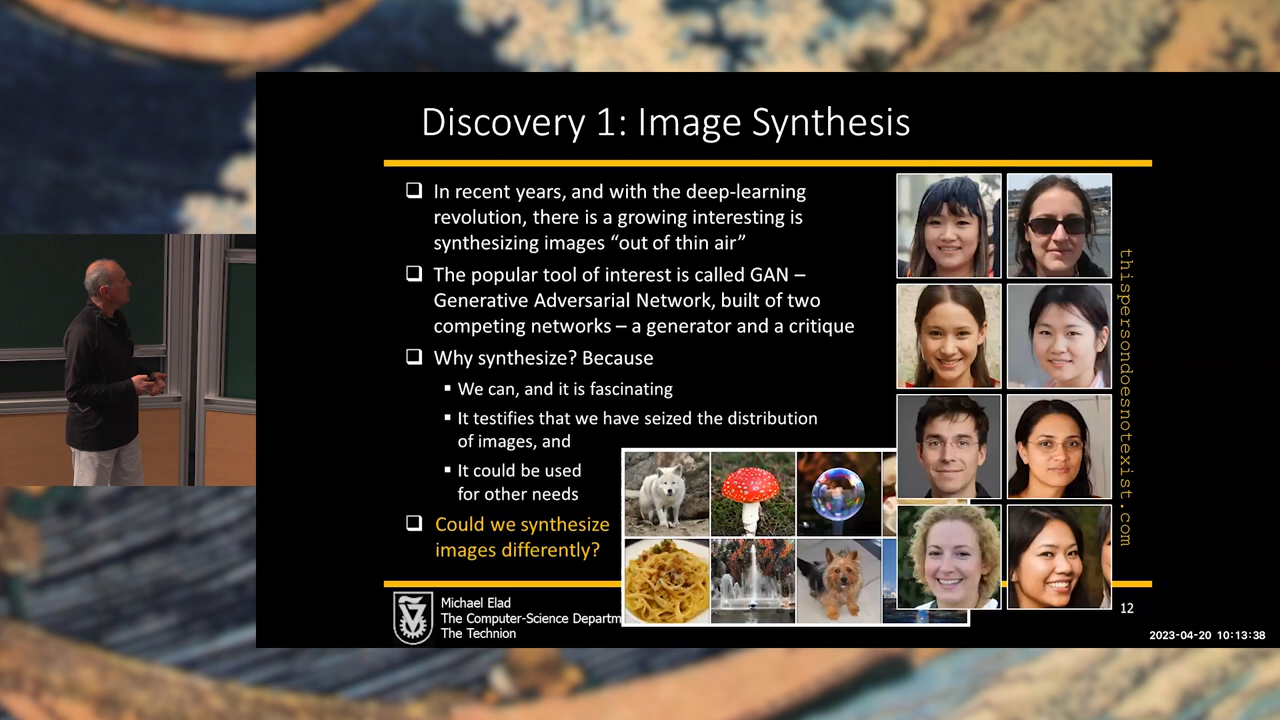 Discovery 1: Image Synthesis
In recent years, and with the deep-learning
revolution, there is a growing interesting is
synthesizing images “out of thin air”
The popular tool of interest is called GAN –
Generative Adversarial Network, built of two
competing networks – a generator and a critique
Why synthesize? Because
We can, and it is fascinating
It testifies that we have seized the distribution
of images, and
It could be used
for other needs
Could we synthesize
images differently?
thispersondoesnotexist.com
Michael Elad
The Computer-Science Departm
The Technion
12
2023-04-20 10:13:38